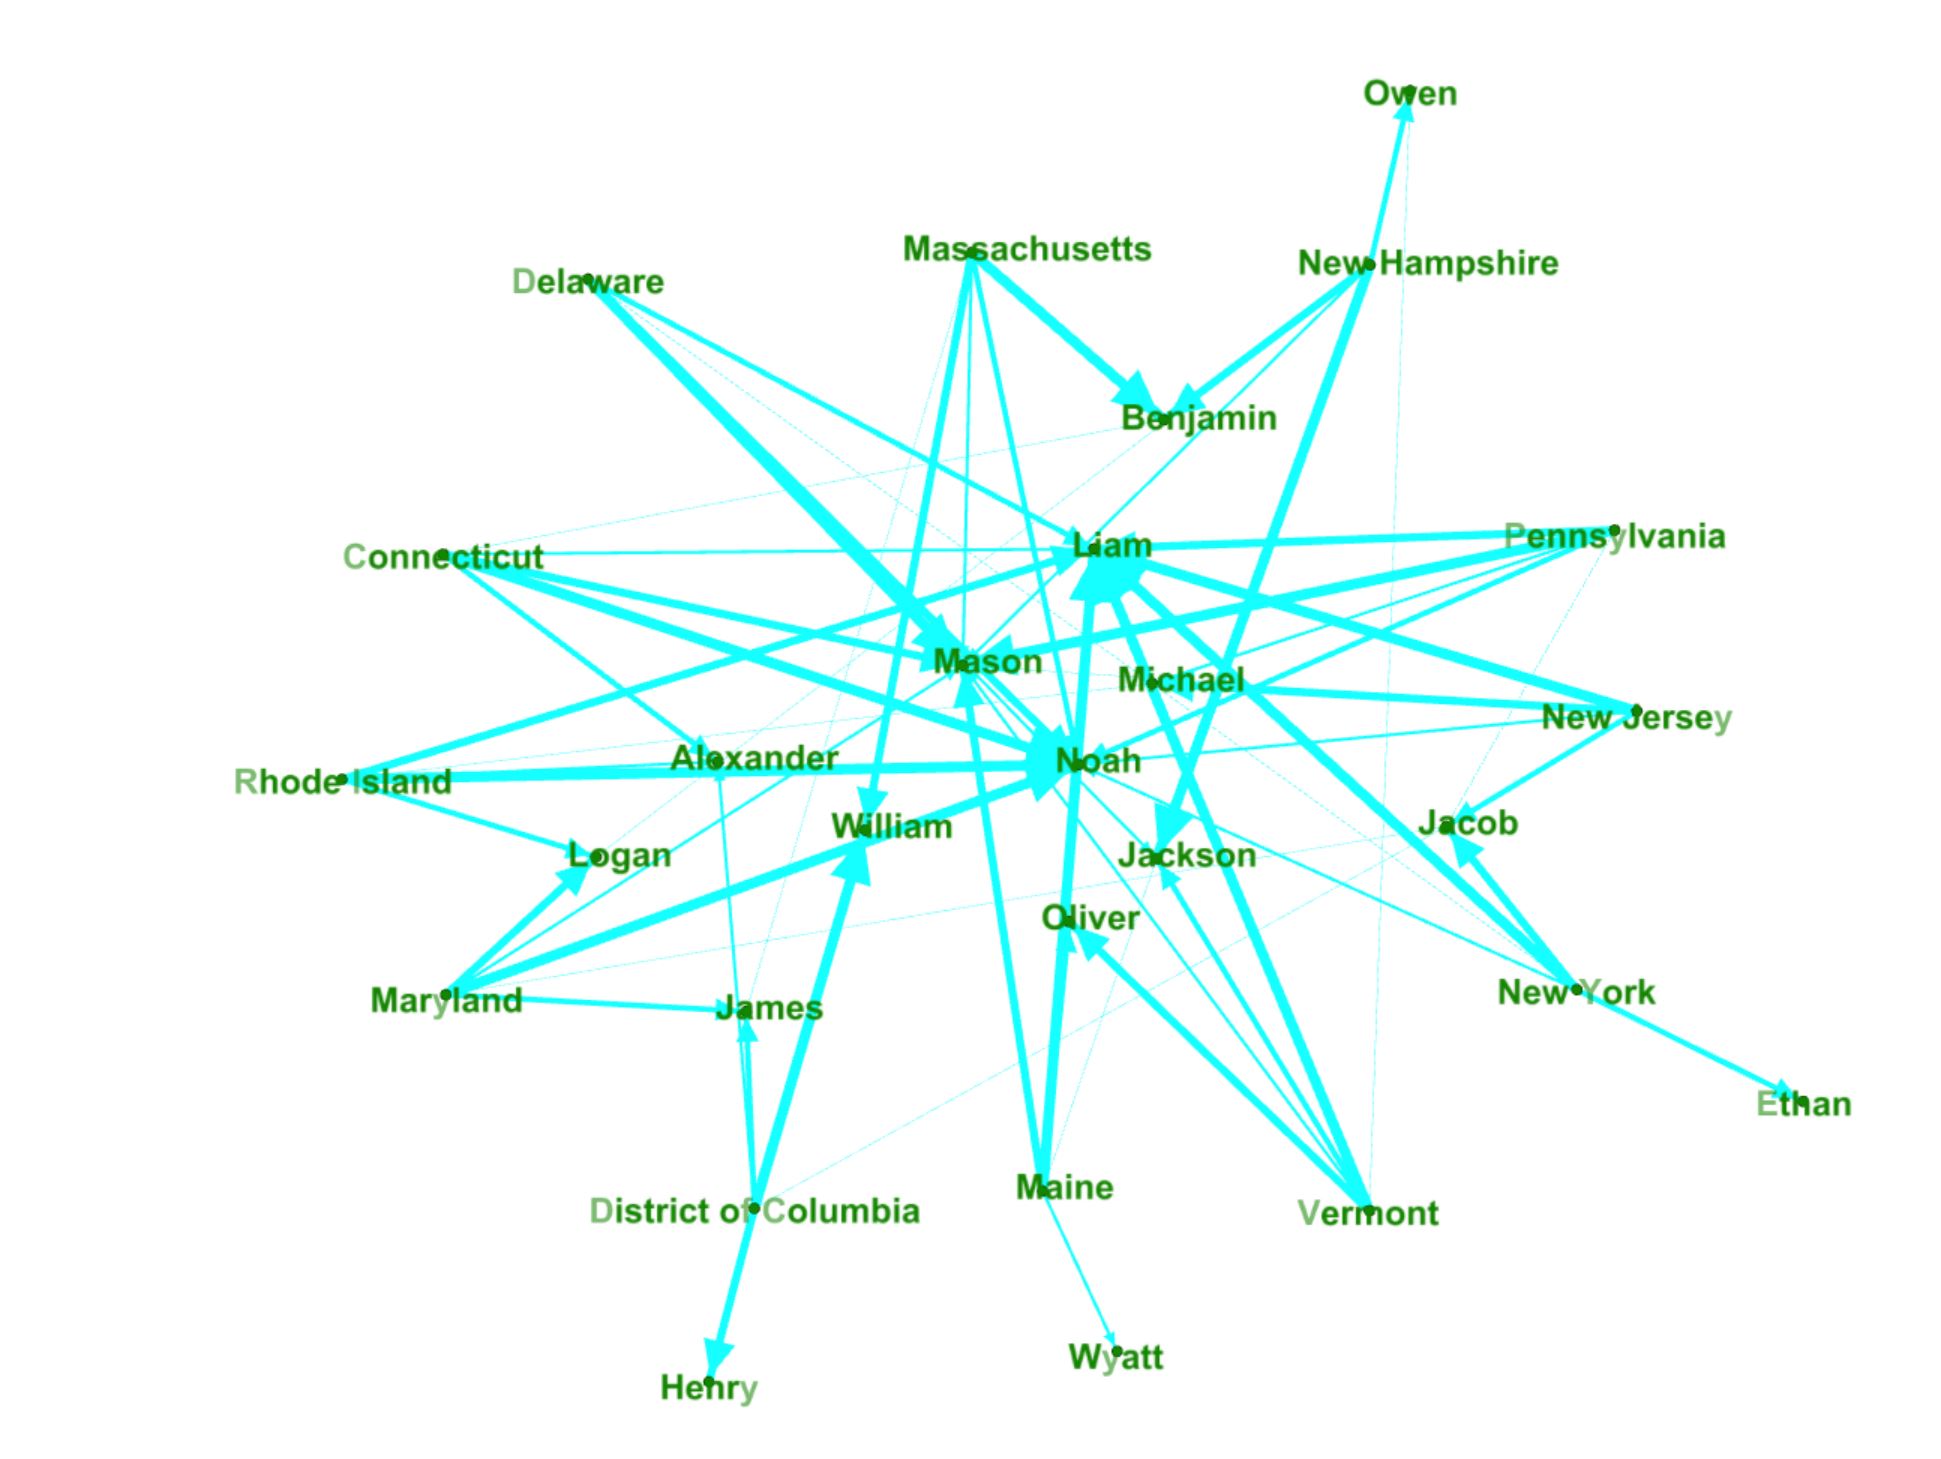 Owen
Massachusetts
New Hampshire
Delaware
Benjamin
Connecticut
Liam
Pennsylvania
Mason
Michael
New Jersey
Alexander
Noah
Rhode Island
William
Jacob
Logan
Jackson
Oliver
Maryland
James
New York
Ethan
District of Columbia
Maine
Vermont
Wyatt
Henry